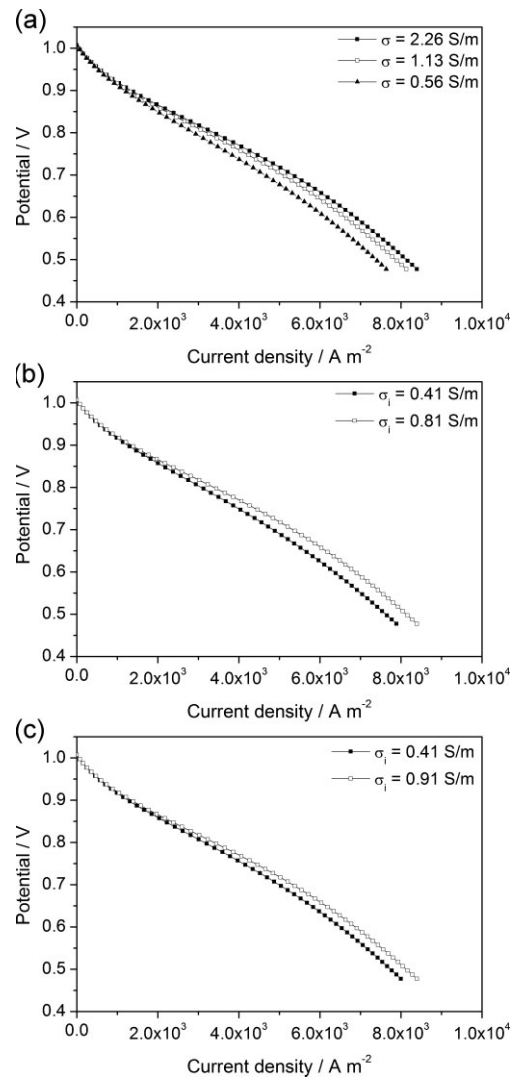 (a)
σ = 2.26 S/m
σ = 1.13 S/m
σ = 0.56 S/m
1.0
0.9
0.8
0.7
0.6
0.5
0.4
Potential / V
0.0 2.0x10³ 4.0x10³ 6.0x10³ 8.0x10³ 1.0x10⁴
Current density / A m⁻²
(b)
σᵢ = 0.41 S/m
σᵢ = 0.81 S/m
1.0
0.9
0.8
0.7
0.6
0.5
0.4
Potential / V
0.0 2.0x10³ 4.0x10³ 6.0x10³ 8.0x10³ 1.0x10⁴
Current density / A m⁻²
(c)
σᵢ = 0.41 S/m
σᵢ = 0.91 S/m
1.0
0.9
0.8
0.7
0.6
0.5
0.4
Potential / V
0.0 2.0x10³ 4.0x10³ 6.0x10³ 8.0x10³ 1.0x10⁴
Current density / A m⁻²